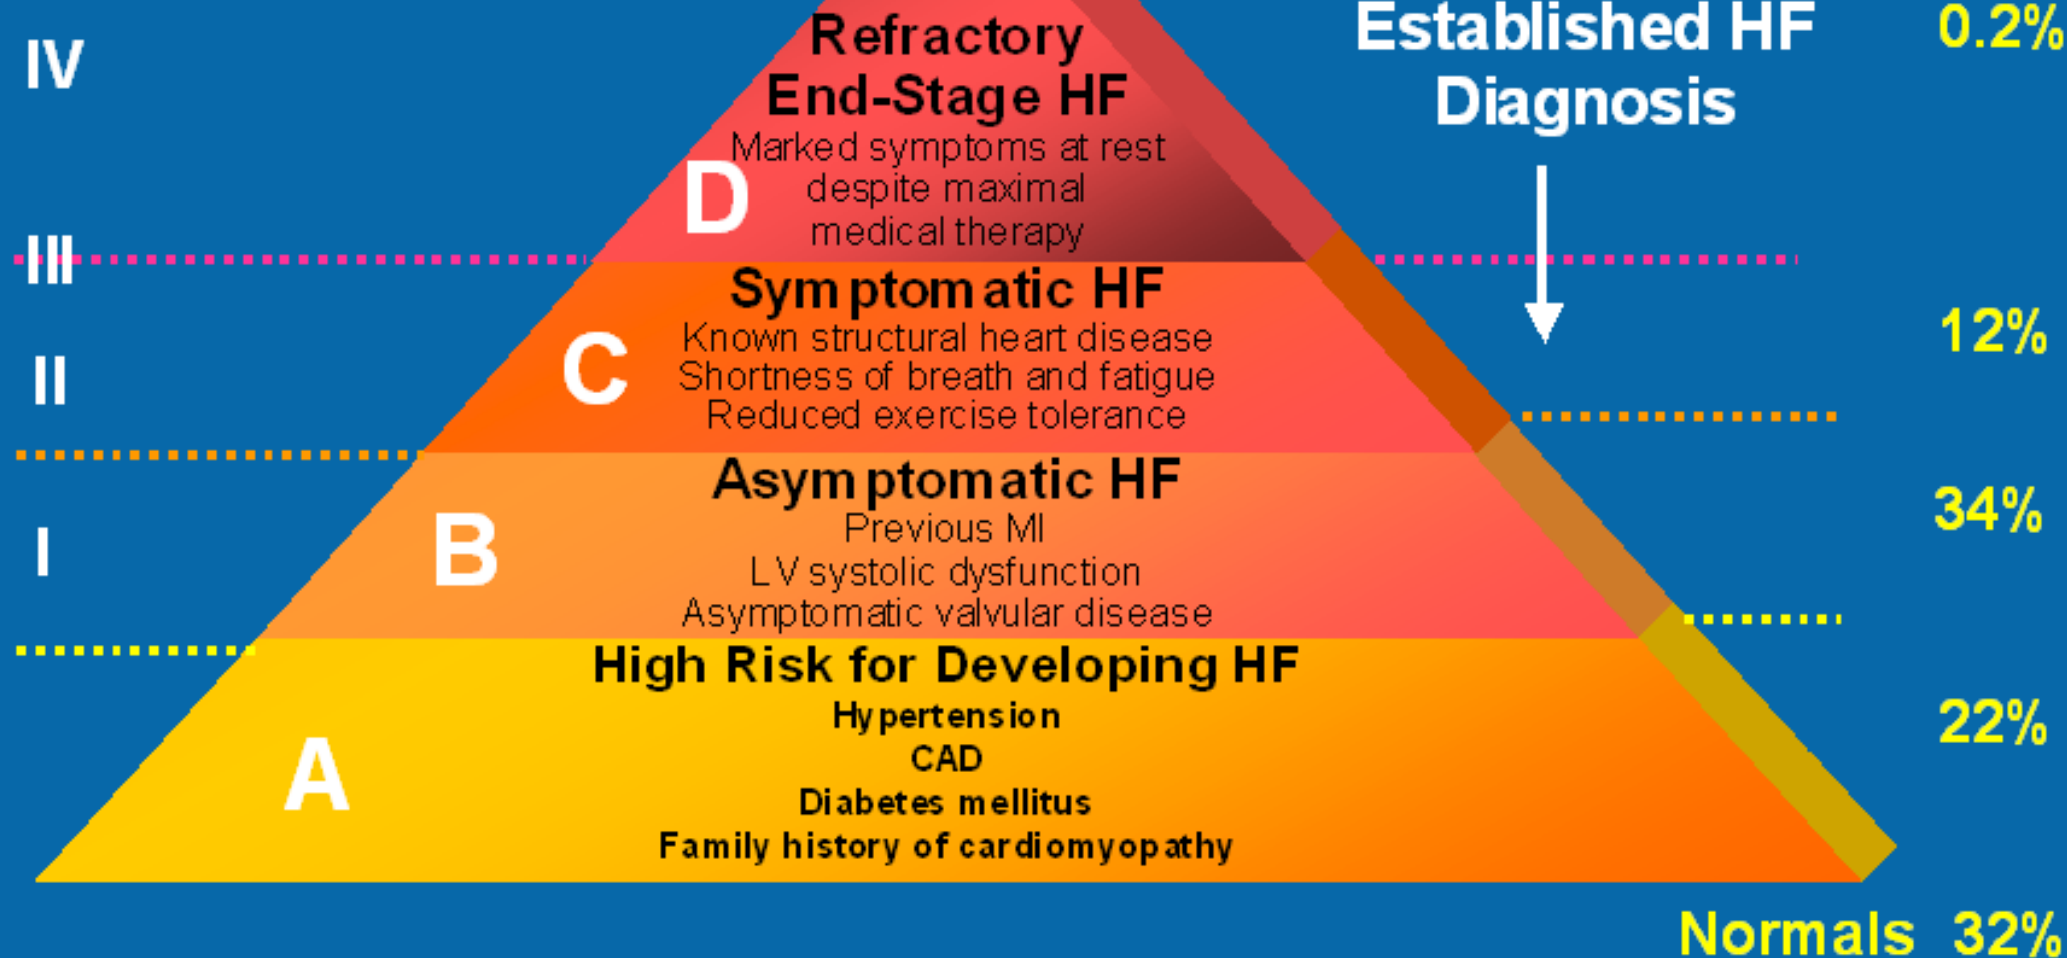 IV
Refractory
End-Stage HF
Marked symptoms at rest
despite maximal
medical therapy
D
Established HF
Diagnosis
0.2%
III
Symptomatic HF
Known structural heart disease
Shortness of breath and fatigue
Reduced exercise tolerance
C
12%
II
Asymptomatic HF
Previous MI
LV systolic dysfunction
Asymptomatic valvular disease
B
34%
I
High Risk for Developing HF
Hypertension
CAD
Diabetes mellitus
Family history of cardiomyopathy
A
22%
Normals 32%